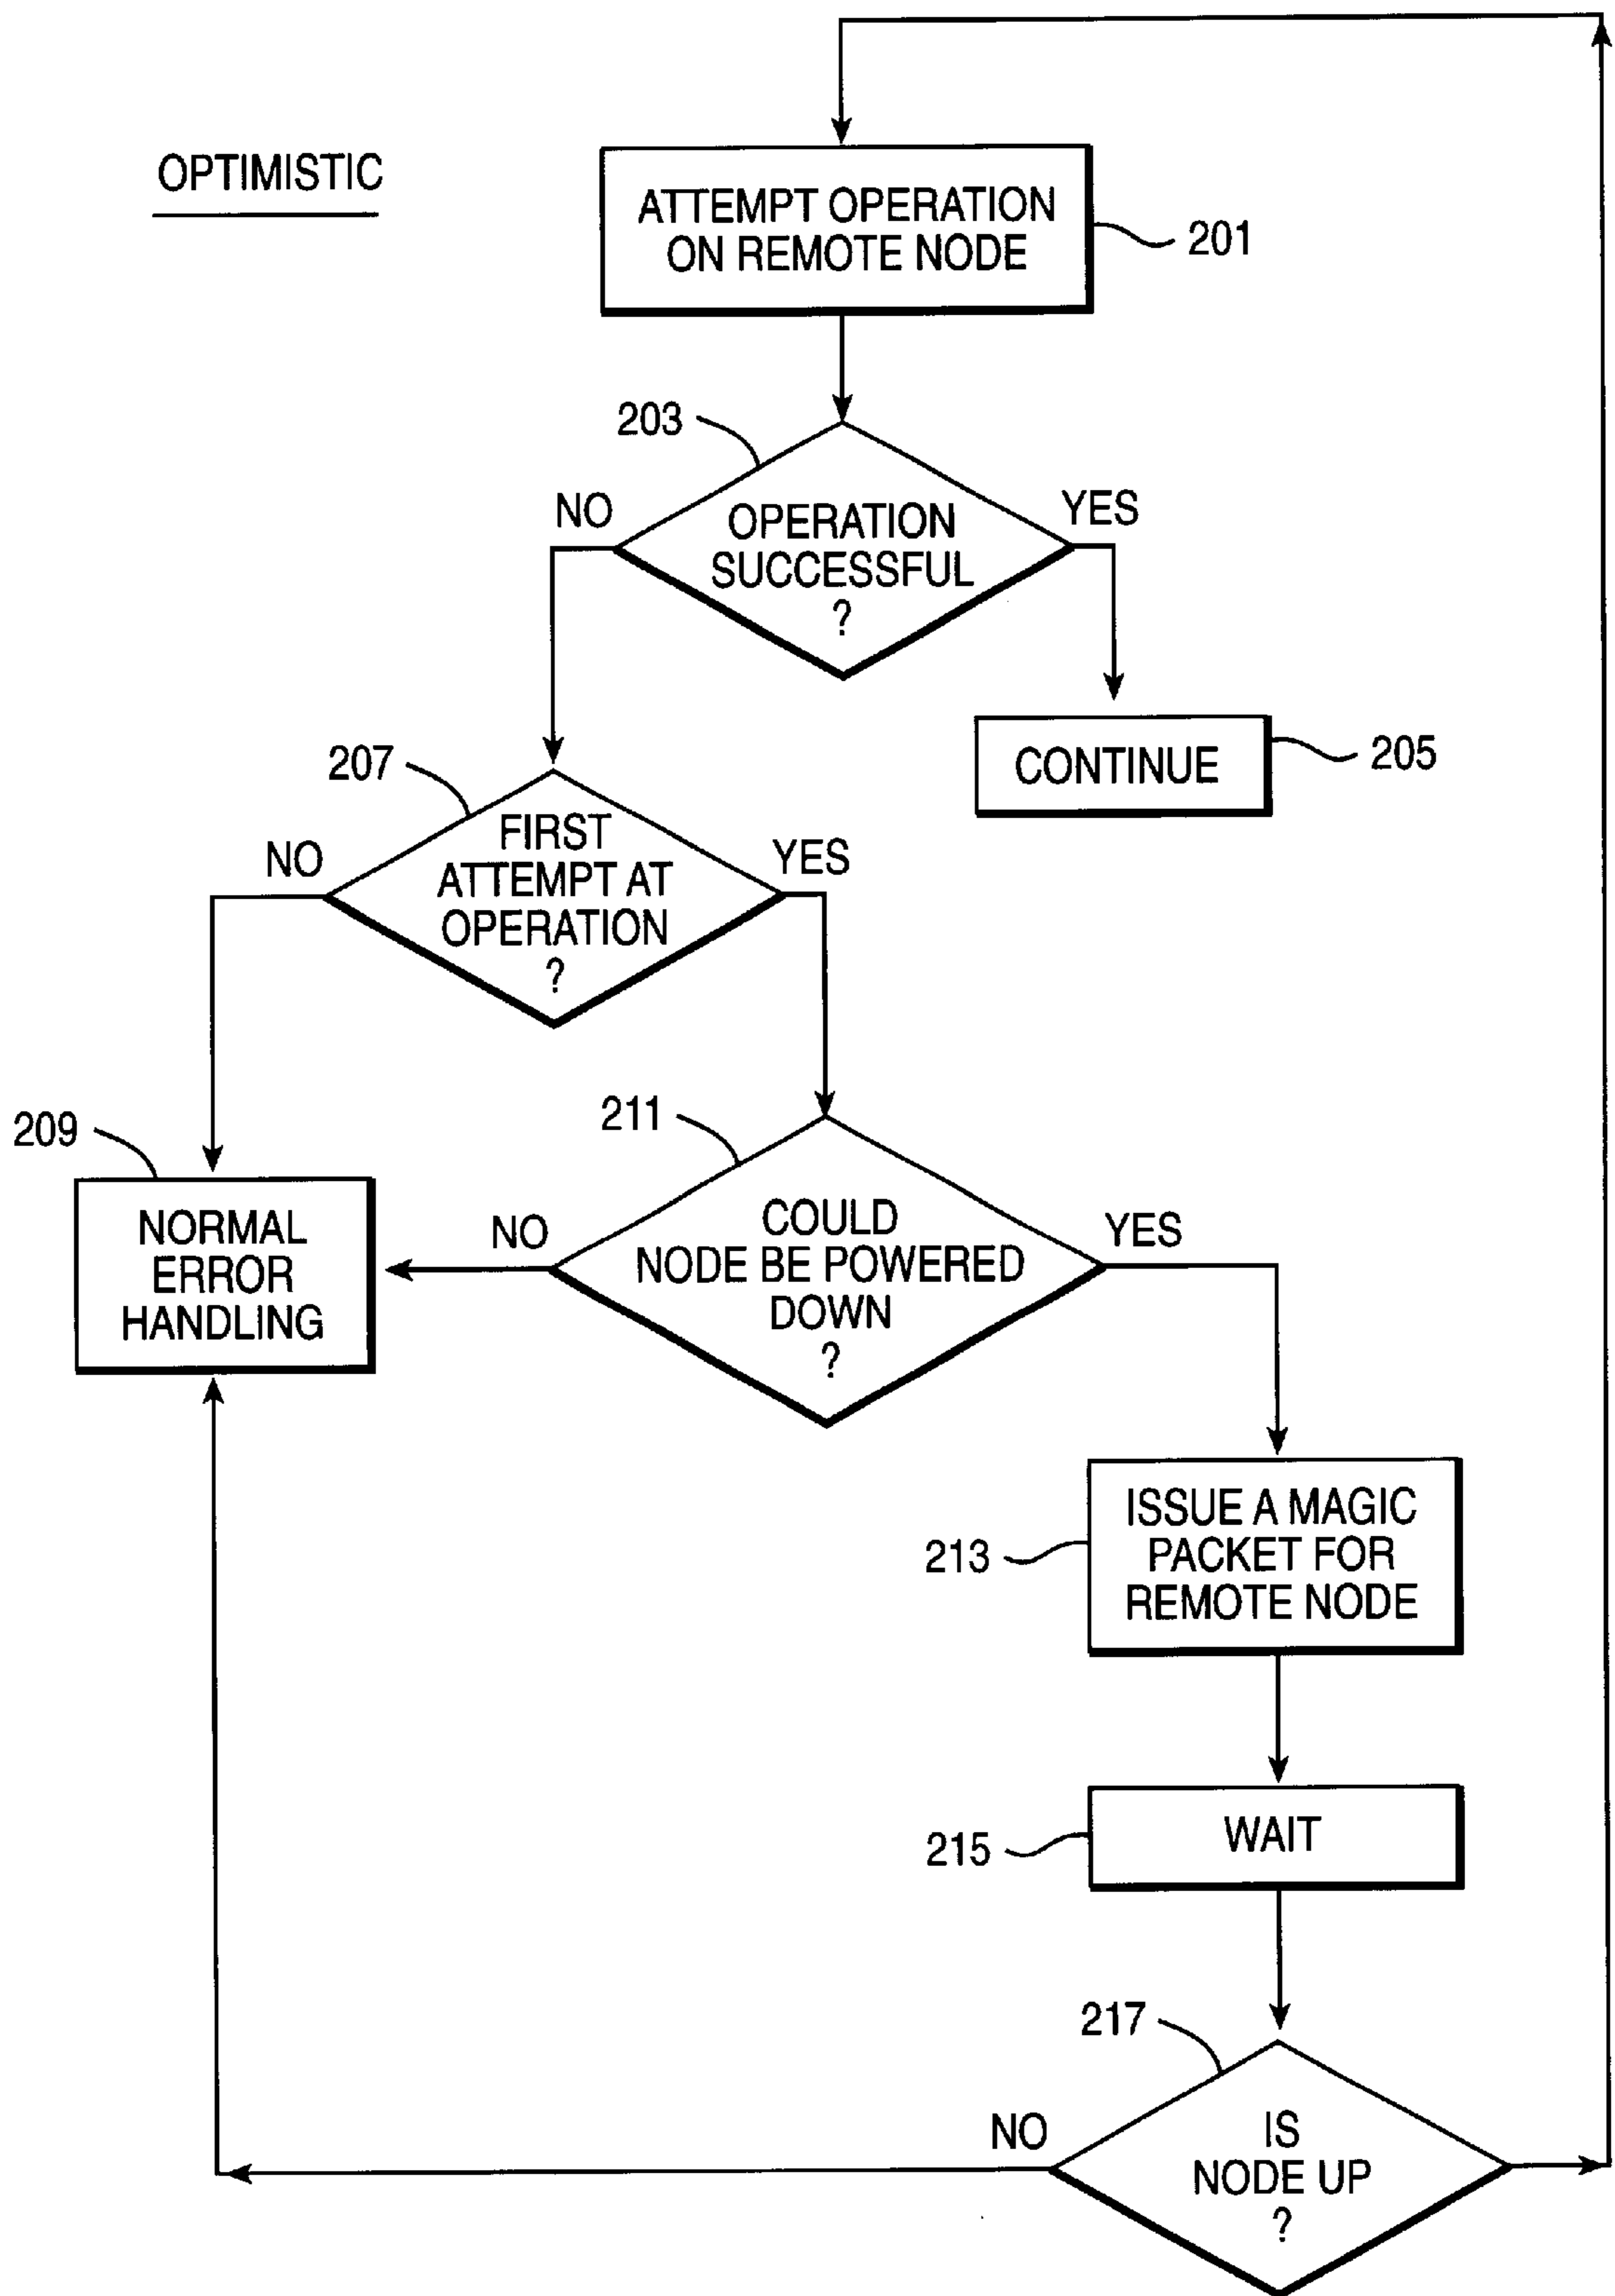 OPTIMISTIC
ATTEMPT OPERATION
ON REMOTE NODE
201
203
NO
YES
OPERATION
SUCCESSFUL
?
207
CONTINUE
205
NO
YES
FIRST
ATTEMPT AT
OPERATION
?
209
211
NORMAL
ERROR
HANDLING
NO
YES
COULD
NODE BE POWERED
DOWN
?
213
ISSUE A MAGIC
PACKET FOR
REMOTE NODE
215
WAIT
217
NO
IS
NODE UP
?